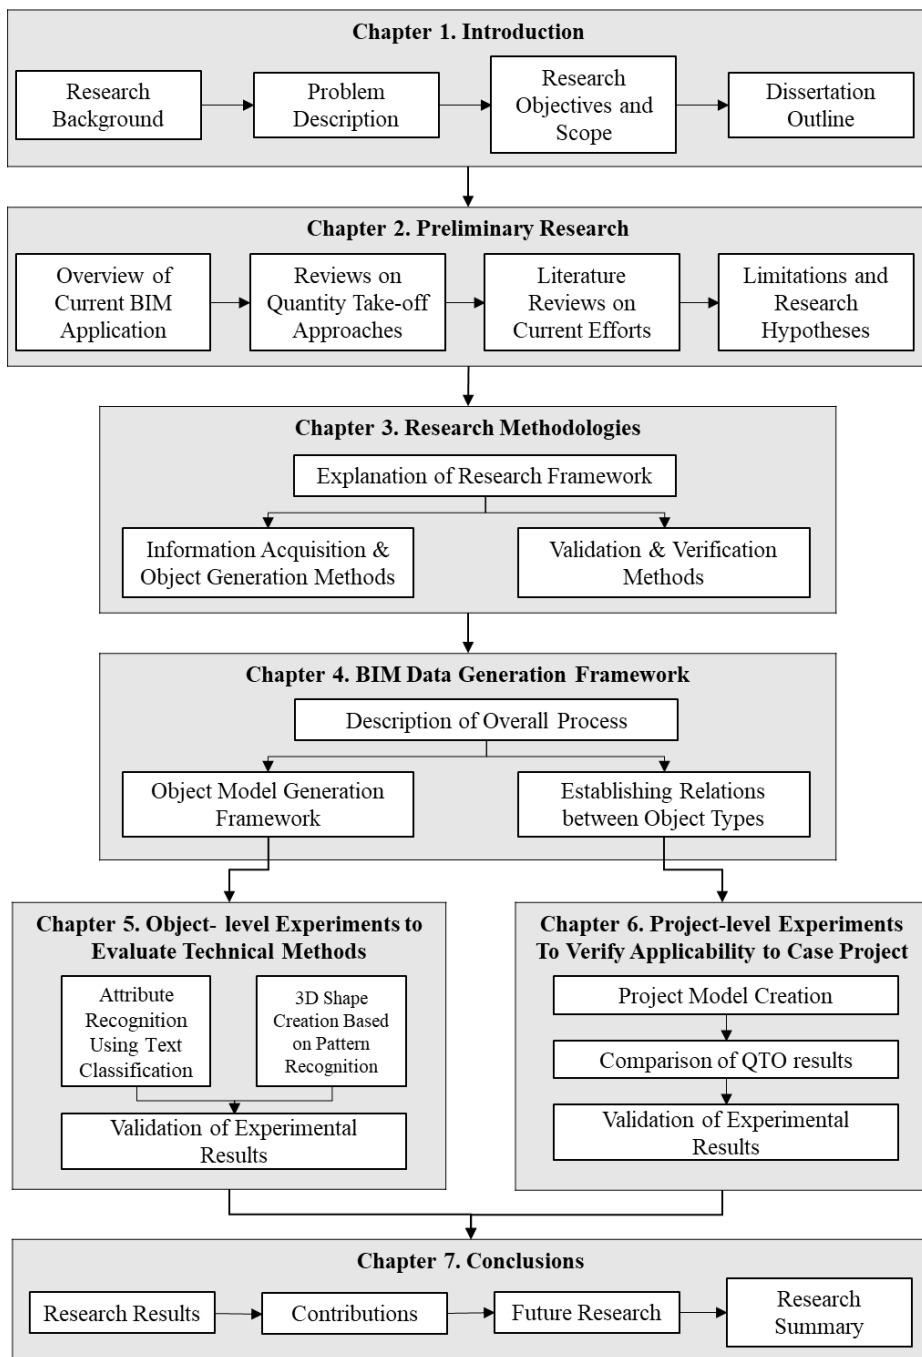 Chapter 1. Introduction
Research
Background
Problem
Description
Research
Objectives and
Scope
Dissertation
Outline
Chapter 2. Preliminary Research
Overview of
Current BIM
Application
Reviews on
Quantity Take-off
Approaches
Literature
Reviews on
Current Efforts
Limitations and
Research
Hypotheses
Chapter 3. Research Methodologies
Explanation of Research Framework
Information Acquisition &
Object Generation Methods
Validation & Verification
Methods
Chapter 4. BIM Data Generation Framework
Description of Overall Process
Object Model Generation
Framework
Establishing Relations
between Object Types
Chapter 5. Object- level Experiments to
Evaluate Technical Methods
Attribute
Recognition
Using Text
Classification
3D Shape
Creation Based
on Pattern
Recognition
Validation of Experimental
Results
Chapter 6. Project-level Experiments
To Verify Applicability to Case Project
Project Model Creation
Comparison of QTO results
Validation of Experimental
Results
Chapter 7. Conclusions
Research Results
Contributions
Future Research
Research
Summary